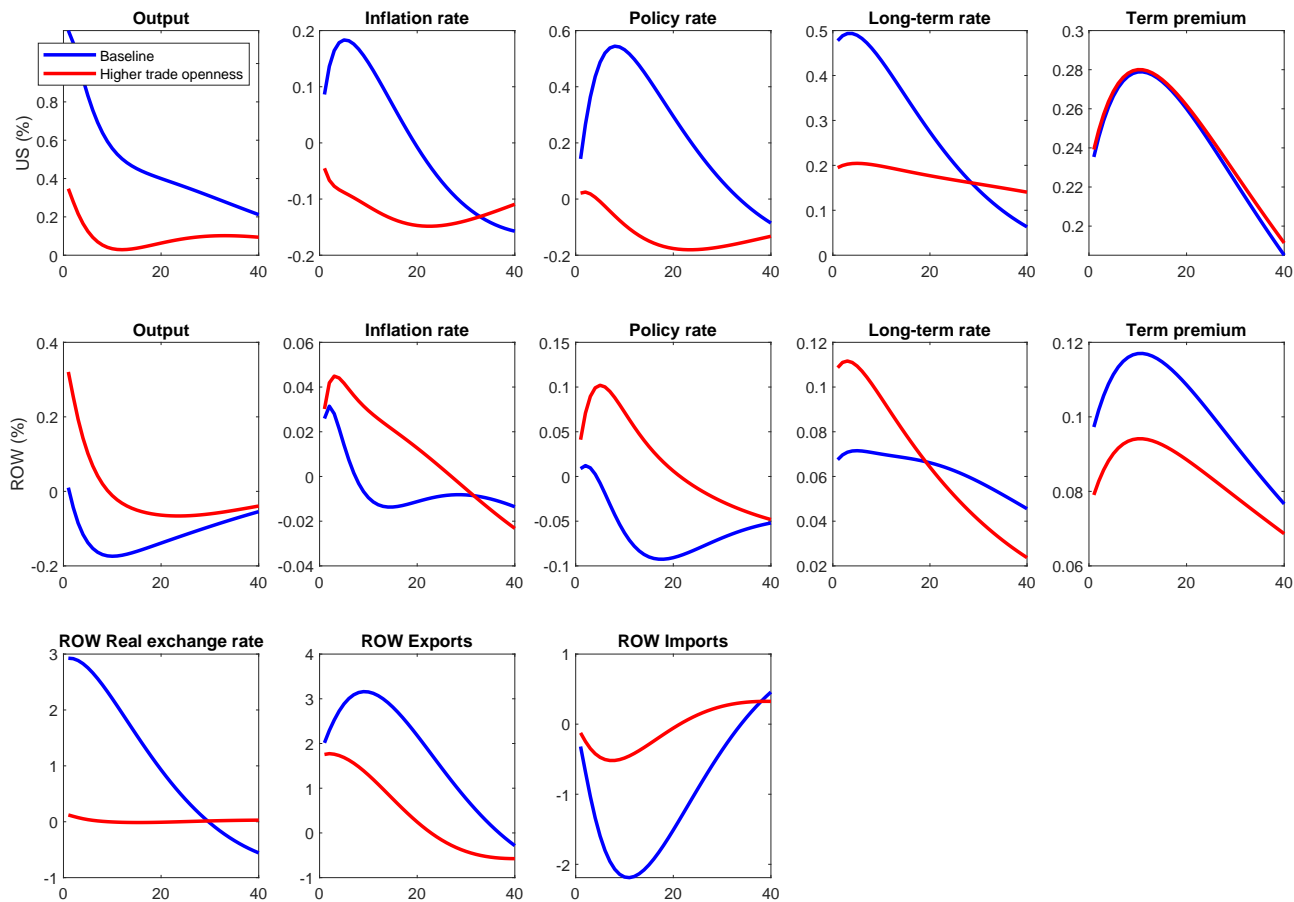 Output Inflation rate Policy rate Long-term rate Term premium
Baseline
Higher trade openness
US (%)
0 0.2 0.4 0.6 0.8
0 20 40
-0.2 -0.1 0 0.1 0.2
0 20 40
-0.2 0 0.2 0.4 0.6
0 20 40
0 0.1 0.2 0.3 0.4 0.5
0 20 40
0.2 0.22 0.24 0.26 0.28 0.3
0 20 40
Output Inflation rate Policy rate Long-term rate Term premium
ROW (%)
-0.2 0 0.2 0.4
0 20 40
-0.04 -0.02 0 0.02 0.04 0.06
0 20 40
-0.1 -0.05 0 0.05 0.1 0.15
0 20 40
0.02 0.04 0.06 0.08 0.1 0.12
0 20 40
0.06 0.08 0.1 0.12
0 20 40
ROW Real exchange rate ROW Exports ROW Imports
-1 0 1 2 3
0 20 40
-1 0 1 2 3 4
0 20 40
-2 -1 0 1
0 20 40